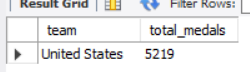 Result Grid Filter Rows:
team total_medals
United States 5219